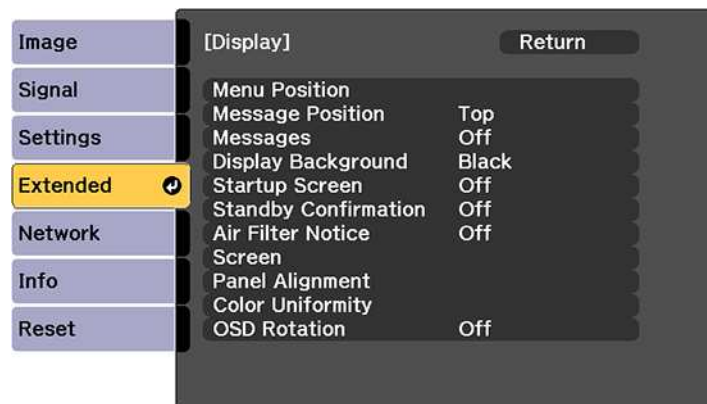 Image
Signal
Settings
Extended
Network
Info
Reset
[Display] Return
Menu Position
Message Position Top
Messages Off
Display Background Black
Startup Screen Off
Standby Confirmation Off
Air Filter Notice Off
Screen
Panel Alignment
Color Uniformity
OSD Rotation Off